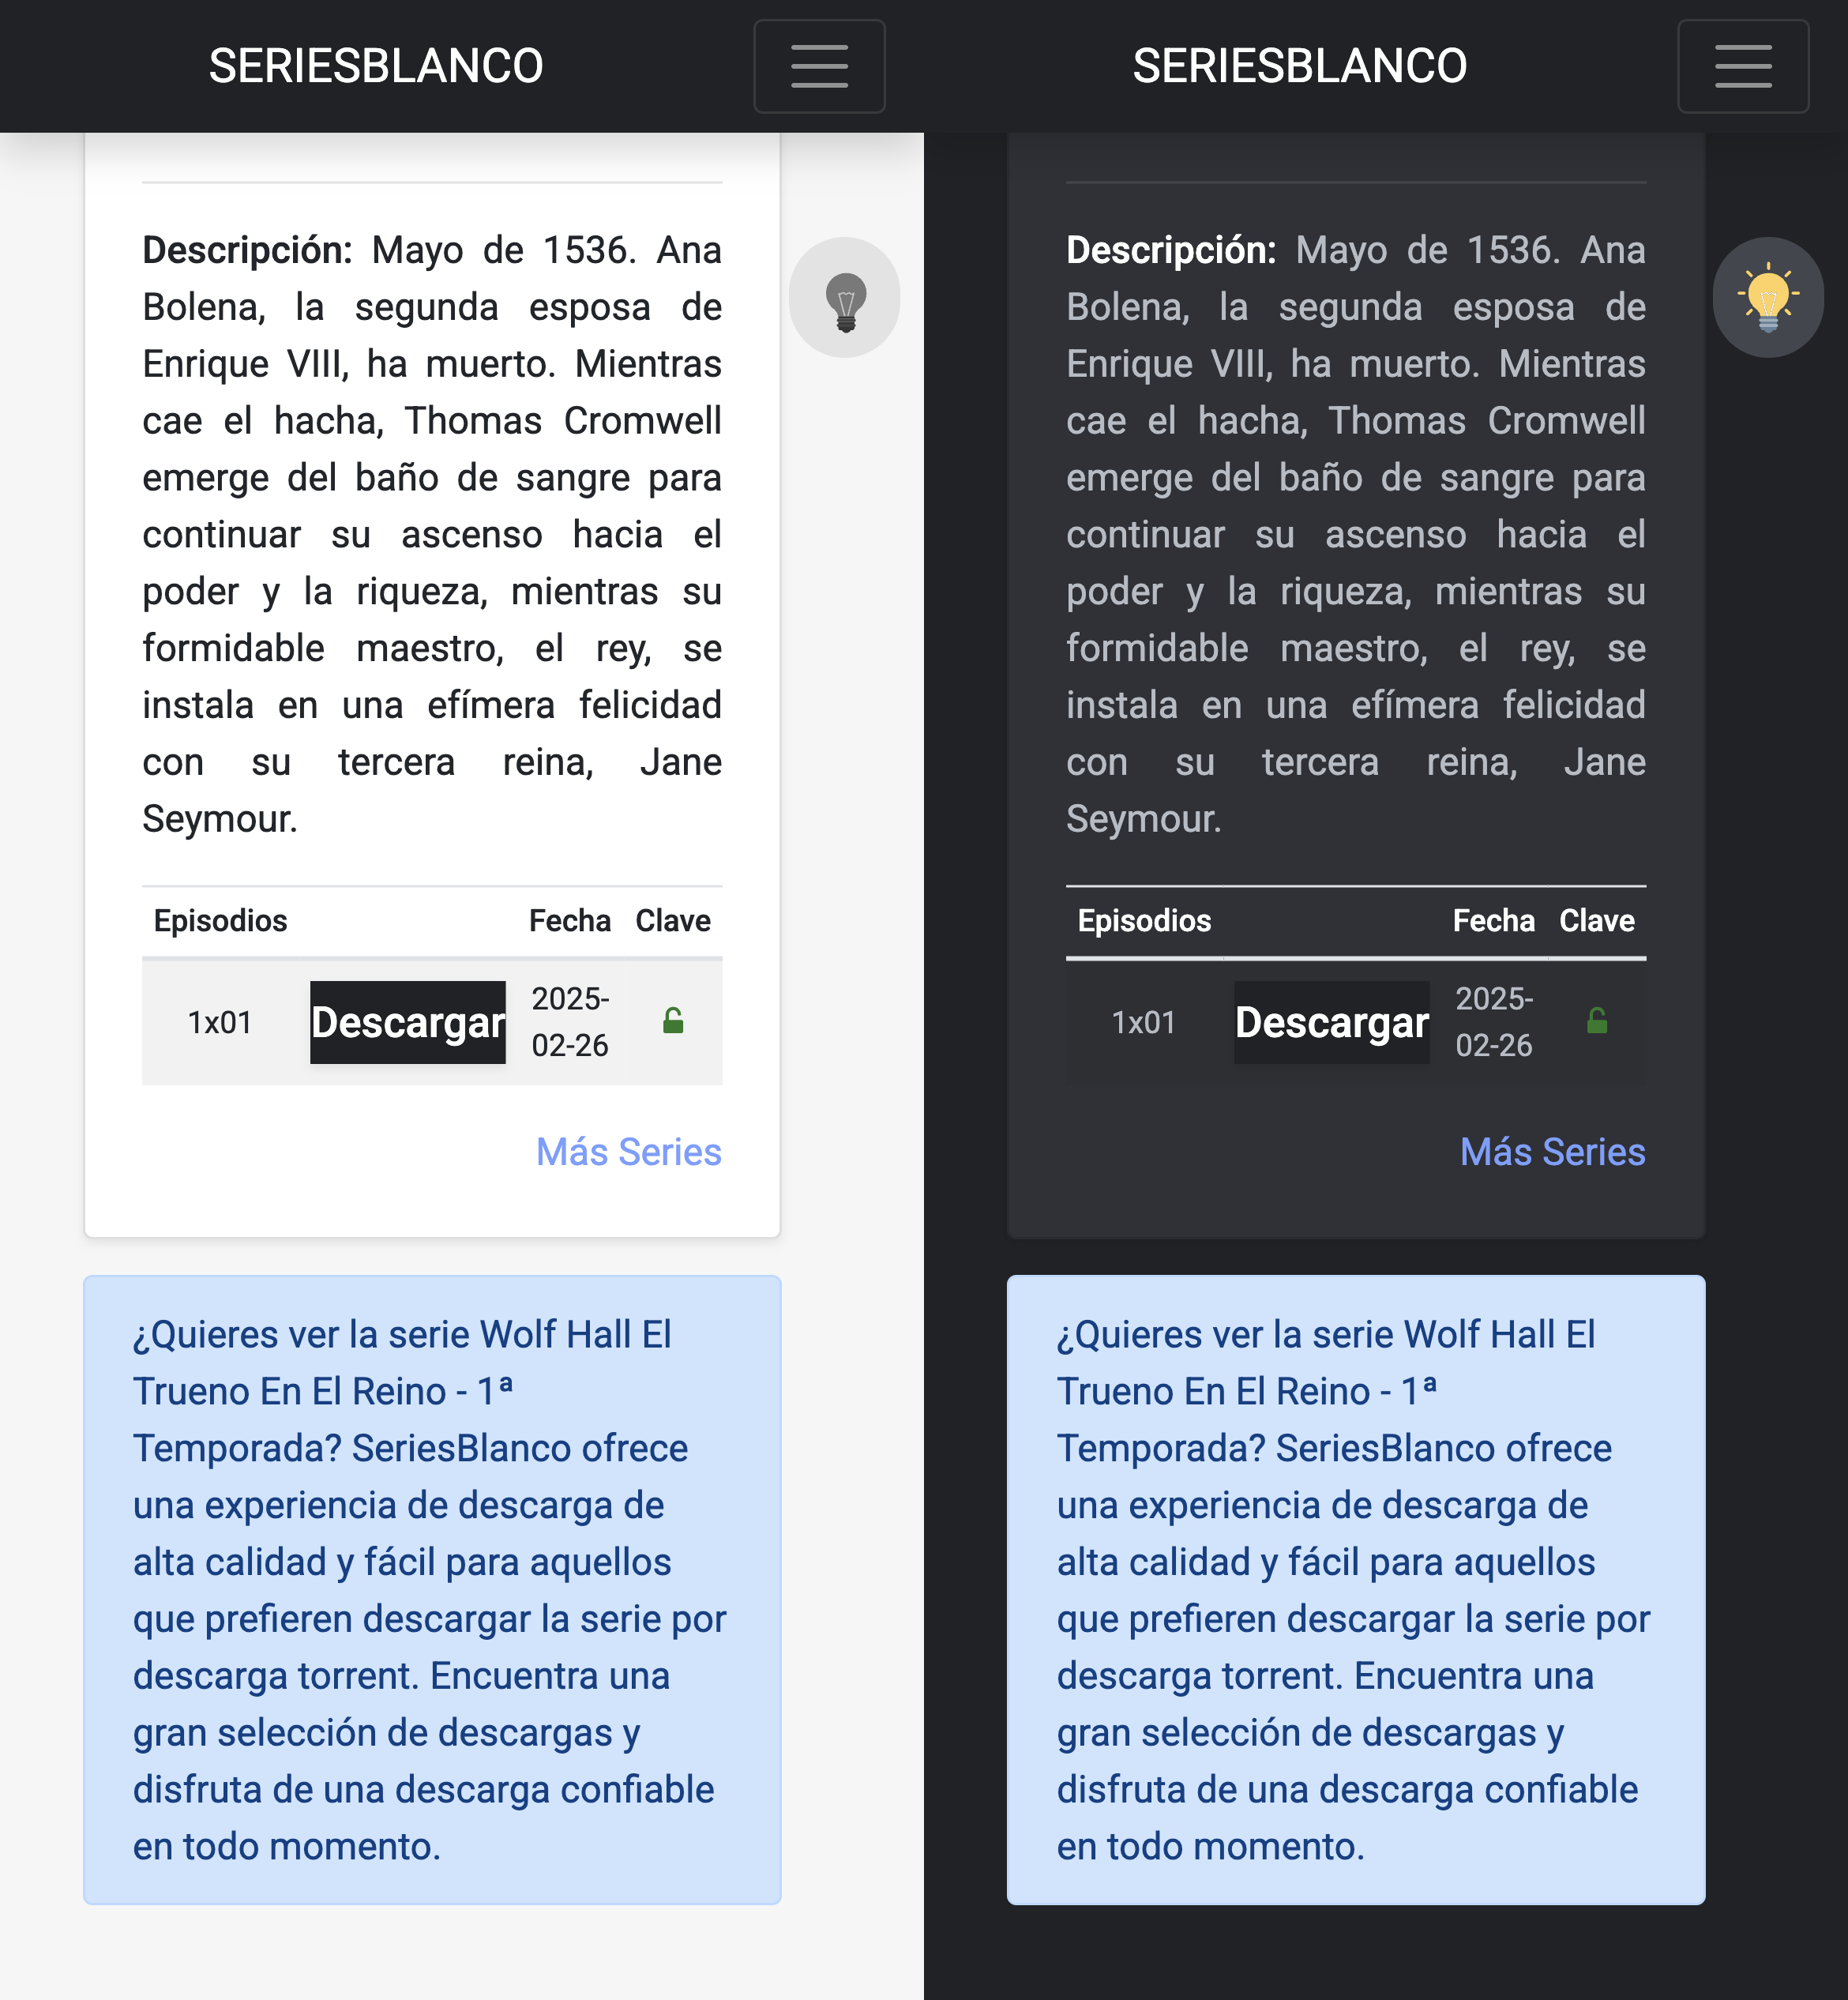 SERIESBLANCO
Descripción: Mayo de 1536. Ana
Bolena, la segunda esposa de
Enrique VIII, ha muerto. Mientras
cae el hacha, Thomas Cromwell
emerge del baño de sangre para
continuar su ascenso hacia el
poder y la riqueza, mientras su
formidable maestro, el rey, se
instala en una efímera felicidad
con su tercera reina, Jane
Seymour.
Episodios Fecha Clave
1x01 Descargar 2025-
02-26
Más Series
¿Quieres ver la serie Wolf Hall El
Trueno En El Reino - 1ª
Temporada? SeriesBlanco ofrece
una experiencia de descarga de
alta calidad y fácil para aquellos
que prefieren descargar la serie por
descarga torrent. Encuentra una
gran selección de descargas y
disfruta de una descarga confiable
en todo momento.
SERIESBLANCO
Descripción: Mayo de 1536. Ana
Bolena, la segunda esposa de
Enrique VIII, ha muerto. Mientras
cae el hacha, Thomas Cromwell
emerge del baño de sangre para
continuar su ascenso hacia el
poder y la riqueza, mientras su
formidable maestro, el rey, se
instala en una efímera felicidad
con su tercera reina, Jane
Seymour.
Episodios Fecha Clave
1x01 Descargar 2025-
02-26
Más Series
¿Quieres ver la serie Wolf Hall El
Trueno En El Reino - 1ª
Temporada? SeriesBlanco ofrece
una experiencia de descarga de
alta calidad y fácil para aquellos
que prefieren descargar la serie por
descarga torrent. Encuentra una
gran selección de descargas y
disfruta de una descarga confiable
en todo momento.